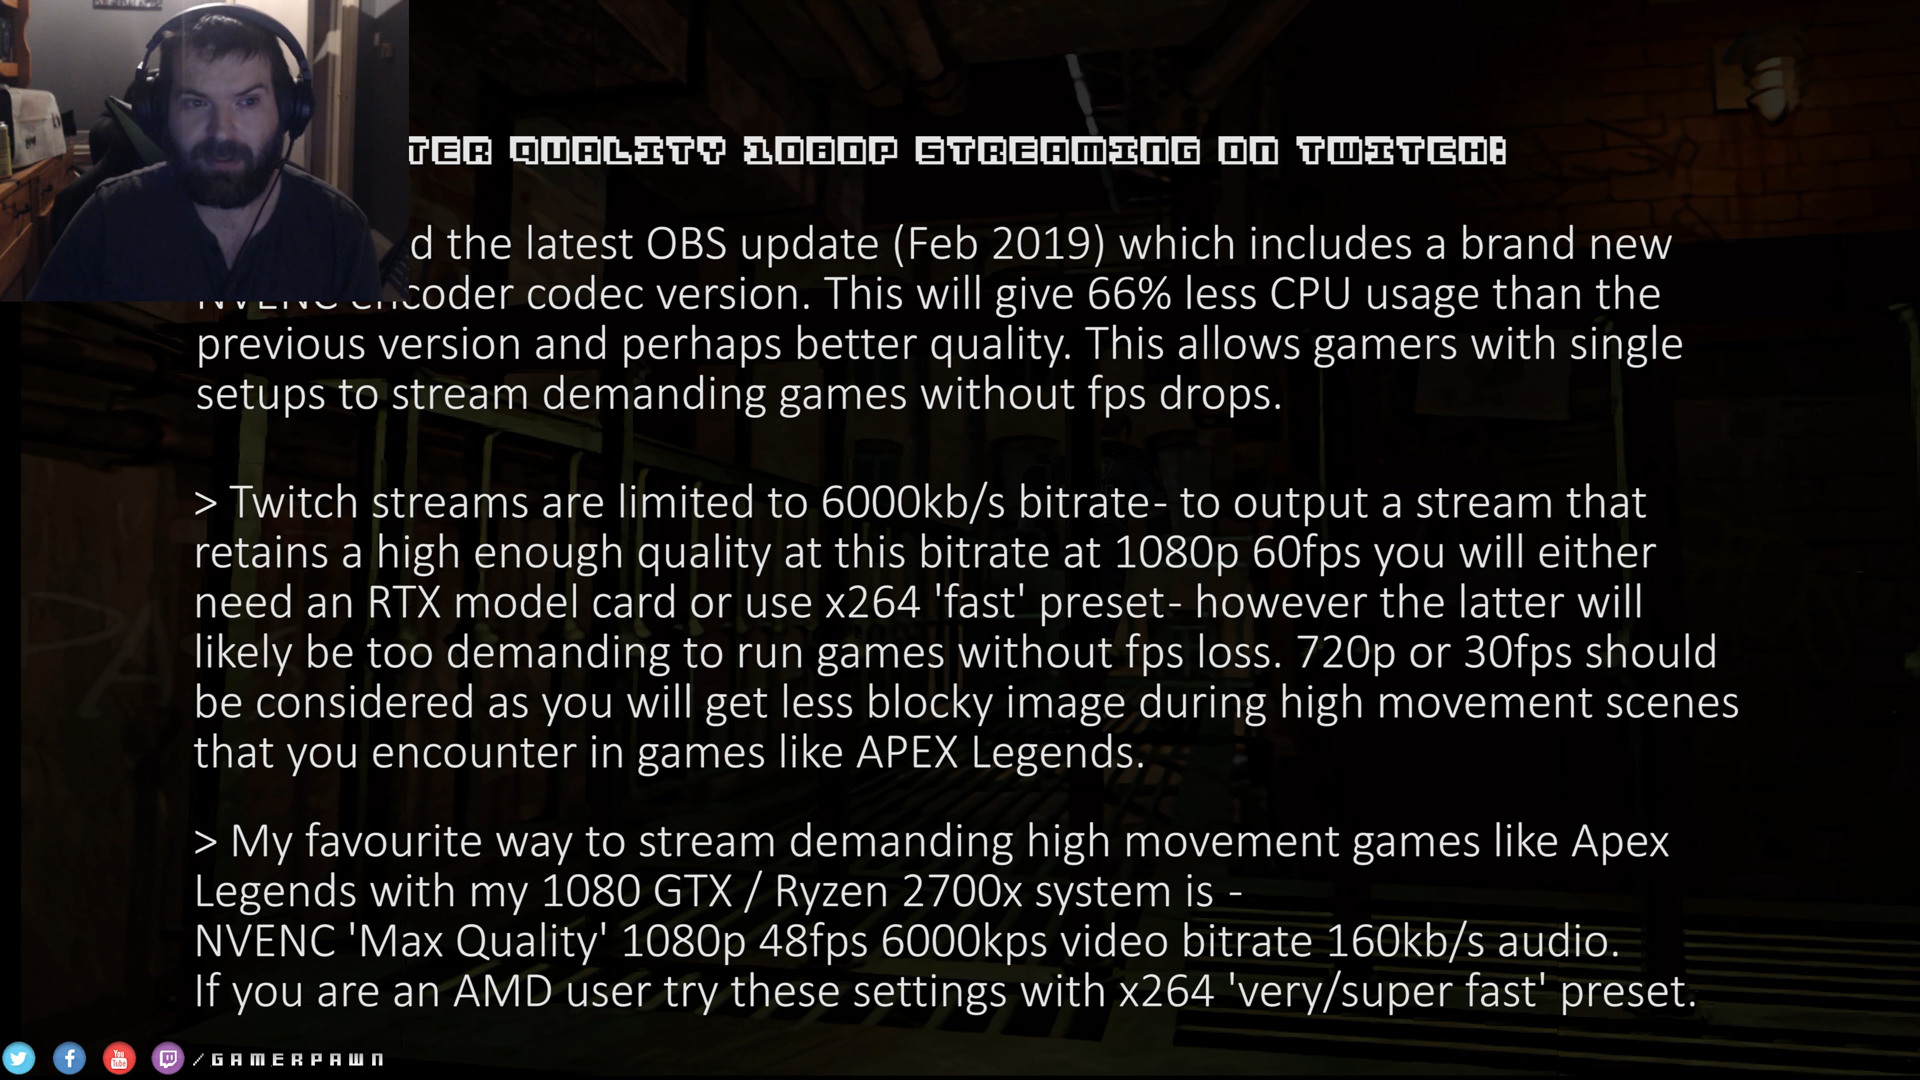 TER QUALITY 1080P STREAMING ON TWITCH:
d the latest OBS update (Feb 2019) which includes a brand new
NVENC encoder codec version. This will give 66% less CPU usage than the
previous version and perhaps better quality. This allows gamers with single
setups to stream demanding games without fps drops.
> Twitch streams are limited to 6000kb/s bitrate- to output a stream that
retains a high enough quality at this bitrate at 1080p 60fps you will either
need an RTX model card or use x264 'fast' preset- however the latter will
likely be too demanding to run games without fps loss. 720p or 30fps should
be considered as you will get less blocky image during high movement scenes
that you encounter in games like APEX Legends.
> My favourite way to stream demanding high movement games like Apex
Legends with my 1080 GTX / Ryzen 2700x system is -
NVENC 'Max Quality' 1080p 48fps 6000kps video bitrate 160kb/s audio.
If you are an AMD user try these settings with x264 'very/super fast' preset.
/GAMERPAWN